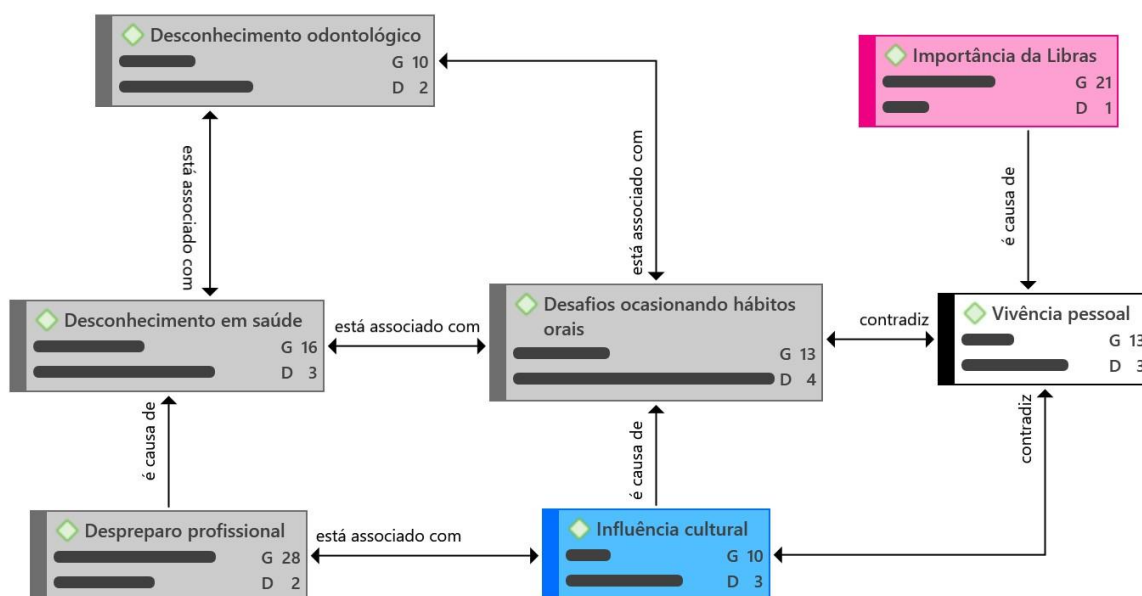 Desconhecimento odontológico
G 10
D 2
Importância da Libras
G 21
D 1
está associado com
está associado com
é causa de
Desconhecimento em saúde
G 16
D 3
está associado com
Desafios ocasionando hábitos
orais
G 13
D 4
contradiz
Vivência pessoal
G 13
D 3
é causa de
é causa de
contradiz
Despreparo profissional
G 28
D 2
está associado com
Influência cultural
G 10
D 3